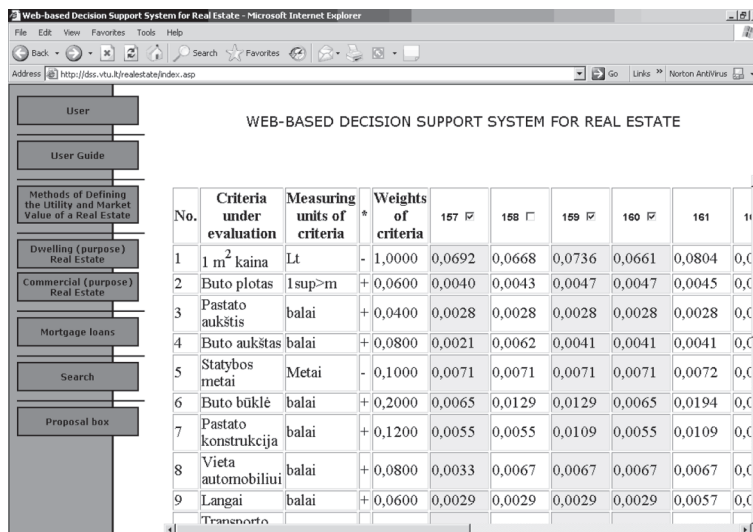 Web-based Decision Support System for Real Estate - Microsoft Internet Explorer
File Edit View Favorites Tools Help
Back Search Favorites
Address http://dss.vtu.lt/realestate/index.asp Go Links » Norton AntiVirus
User
User Guide
Methods of Defining
the Utility and Market
Value of a Real Estate
Dwelling (purpose)
Real Estate
Commercial (purpose)
Real Estate
Mortgage loans
Search
Proposal box
WEB-BASED DECISION SUPPORT SYSTEM FOR REAL ESTATE
No. Criteria under evaluation Measuring units of criteria * Weights of criteria 157 158 159 160 161
1 1 m² kaina Lt - 1,0000 0,0692 0,0668 0,0736 0,0661 0,0804
2 Buto plotas 1sup>m + 0,0600 0,0040 0,0043 0,0047 0,0047 0,0045
3 Pastato aukštis balai + 0,0400 0,0028 0,0028 0,0028 0,0028 0,0028
4 Buto aukštas balai + 0,0800 0,0021 0,0062 0,0041 0,0041 0,0041
5 Statybos metai Metai - 0,1000 0,0071 0,0071 0,0071 0,0071 0,0072
6 Buto būklė balai + 0,2000 0,0065 0,0129 0,0129 0,0065 0,0194
7 Pastato konstrukcija balai + 0,1200 0,0055 0,0055 0,0109 0,0055 0,0109
8 Vieta automobiliui balai + 0,0800 0,0033 0,0067 0,0067 0,0067 0,0067
9 Langai balai + 0,0600 0,0029 0,0029 0,0029 0,0029 0,0057
Transporto